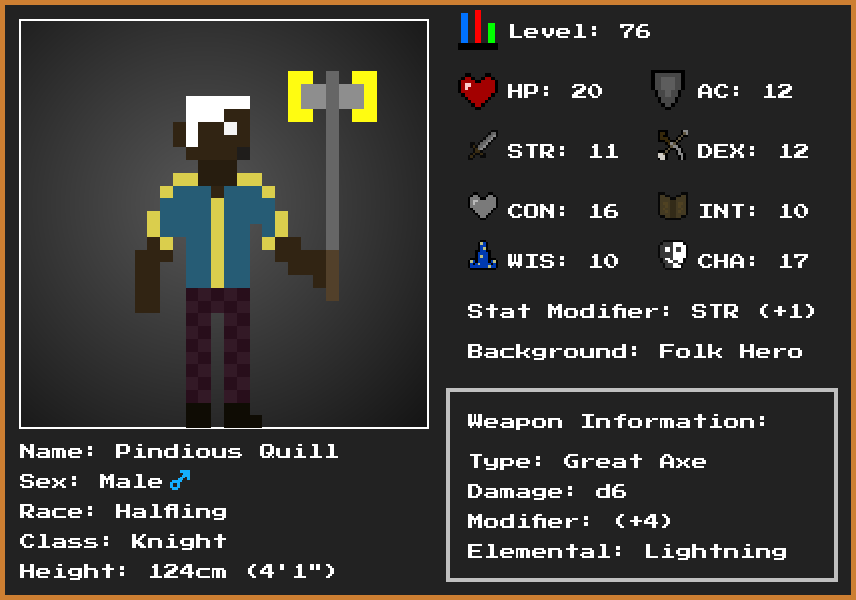 Level: 76
HP: 20 AC: 12
STR: 11 DEX: 12
CON: 16 INT: 10
WIS: 10 CHA: 17
Stat Modifier: STR (+1)
Background: Folk Hero
Weapon Information:
Type: Great Axe
Damage: d6
Modifier: (+4)
Elemental: Lightning
Name: Pindious Quill
Sex: Male ♂
Race: Halfling
Class: Knight
Height: 124cm (4'1")